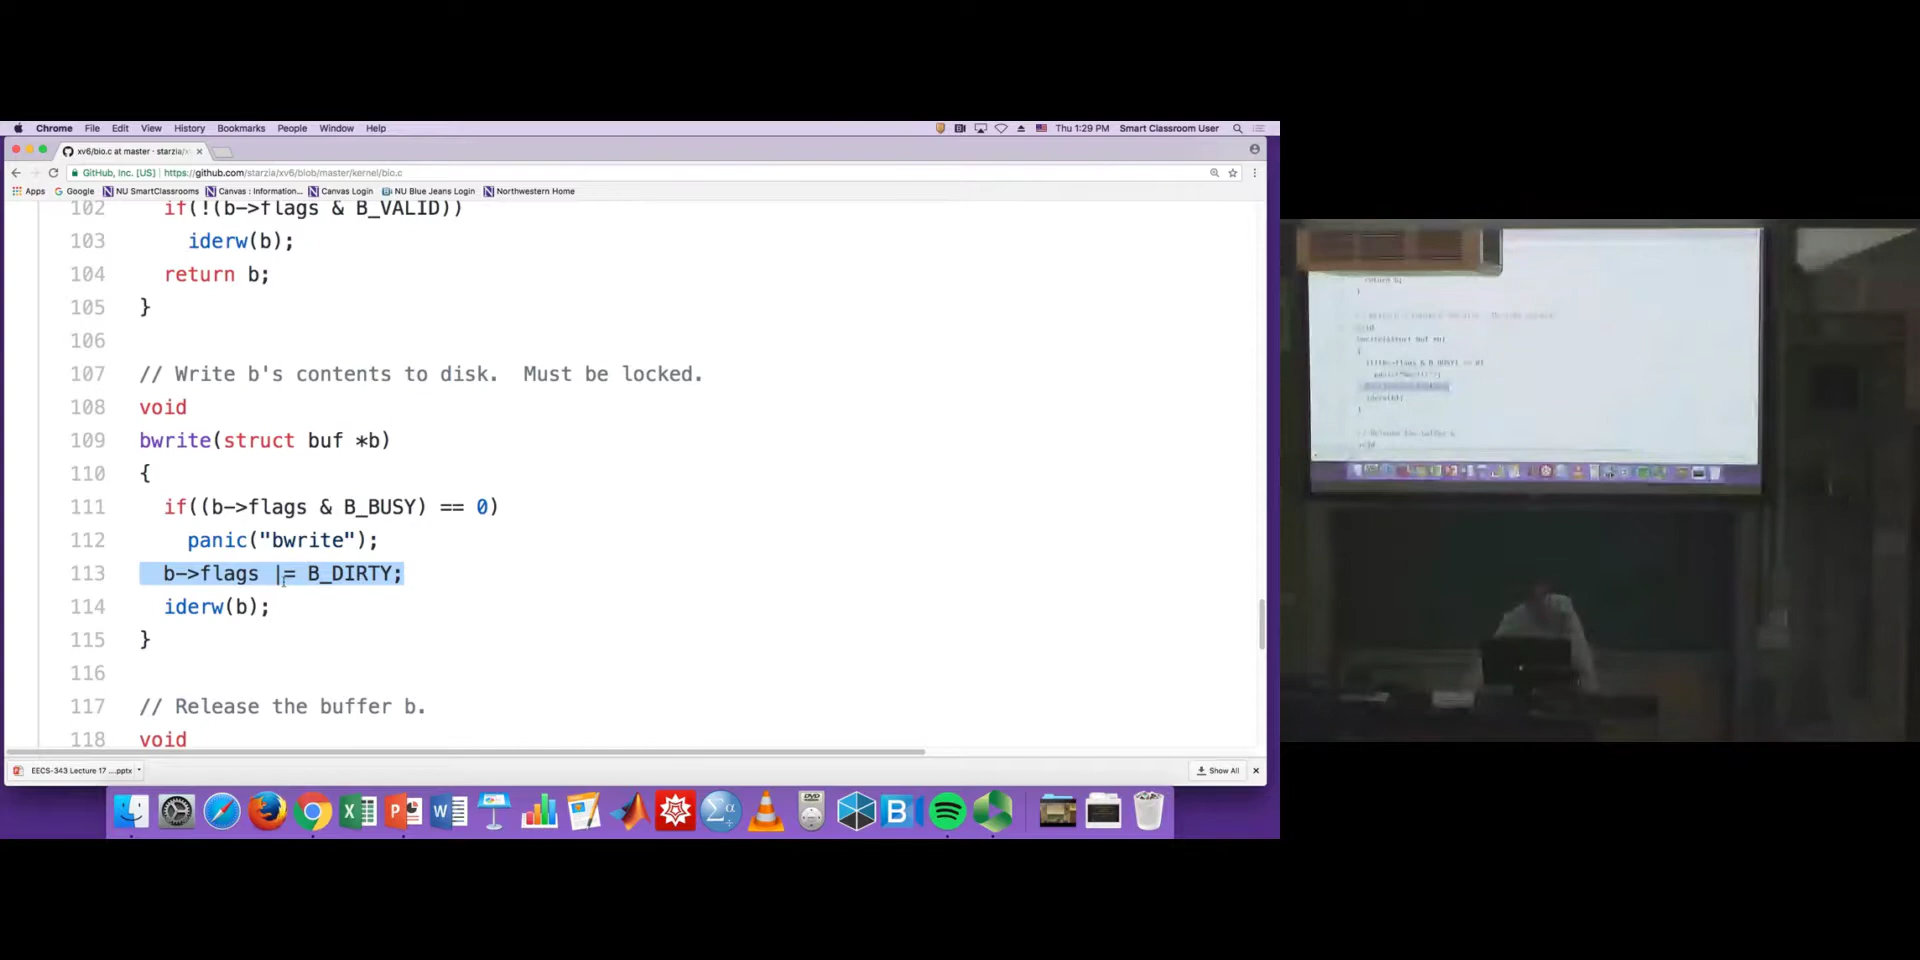 Chrome File Edit View History Bookmarks People Window Help Thu 1:29 PM Smart Classroom User
xv6/bio.c at master · starzia/x
GitHub, Inc. [US] https://github.com/starzia/xv6/blob/master/kernel/bio.c
Apps Google NU SmartClassrooms Canvas : Information... Canvas Login NU Blue Jeans Login Northwestern Home
102 if(!(b->flags & B_VALID))
103 iderw(b);
104 return b;
105 }
106
107 // Write b's contents to disk. Must be locked.
108 void
109 bwrite(struct buf *b)
110 {
111 if((b->flags & B_BUSY) == 0)
112 panic("bwrite");
113 b->flags |= B_DIRTY;
114 iderw(b);
115 }
116
117 // Release the buffer b.
118 void
EECS-343 Lecture 17 ....pptx Show All